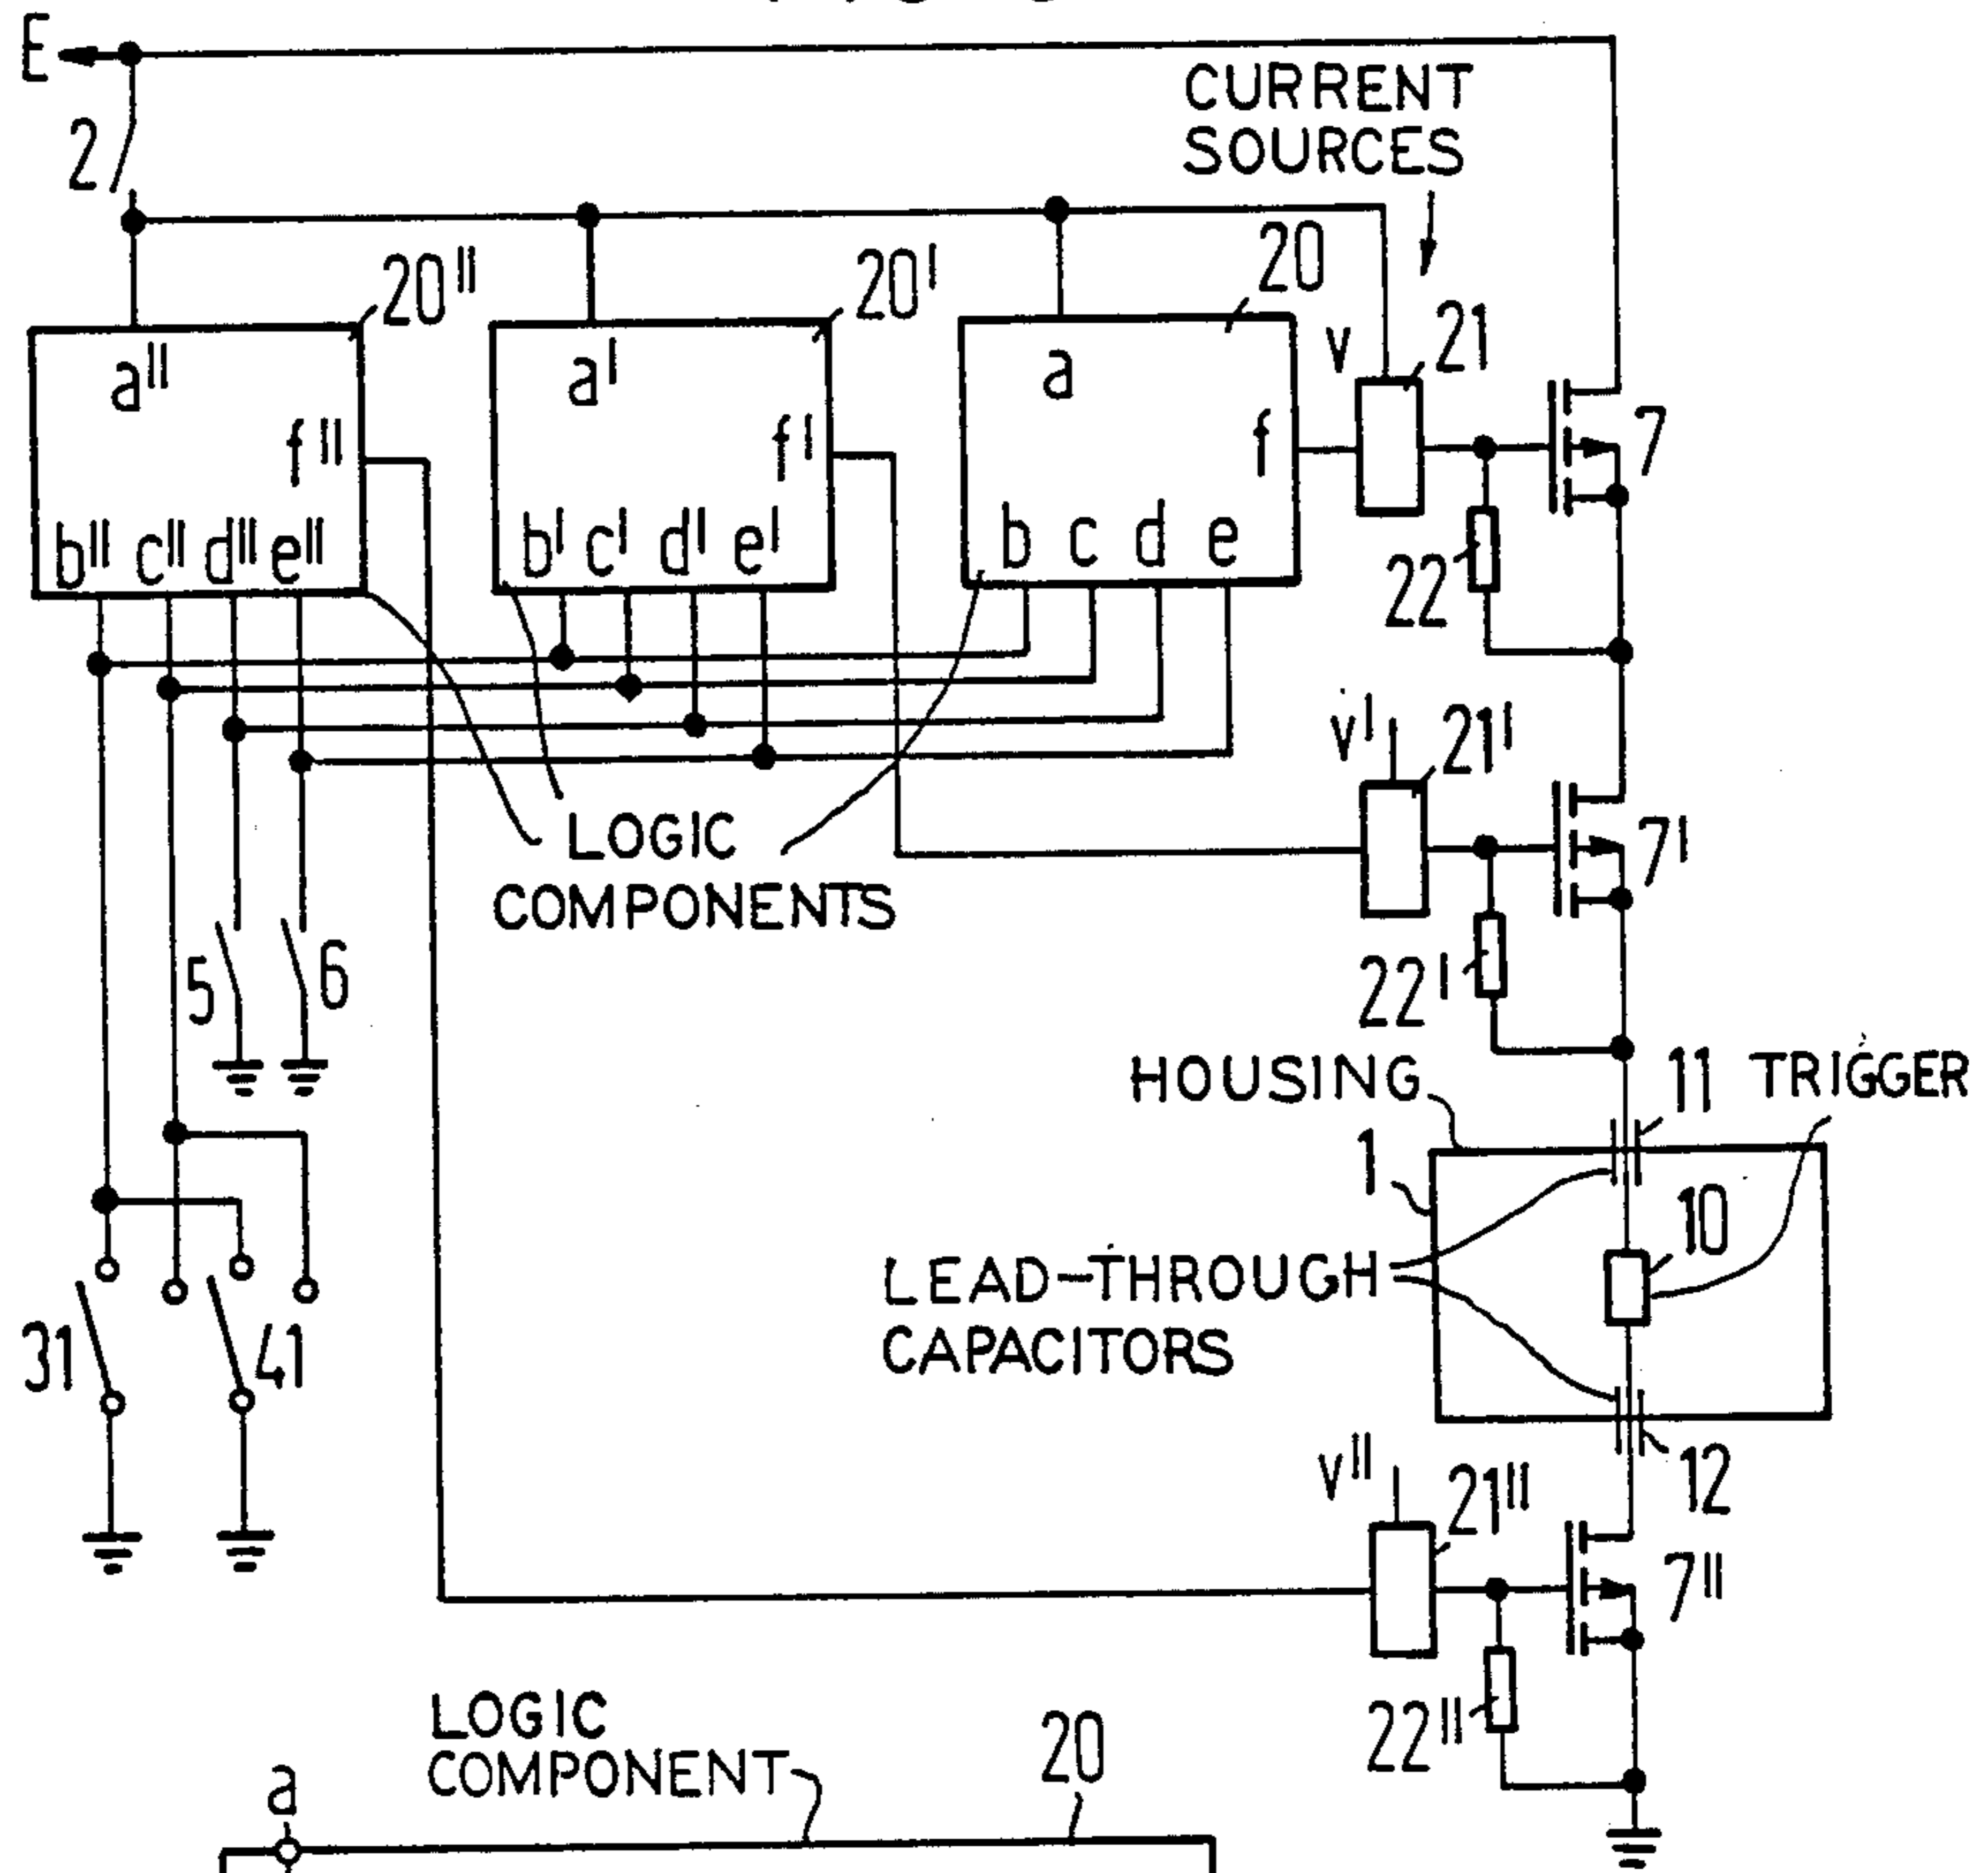 E
CURRENT
SOURCES
2
20"
20'
20
v
21
a"
a'
a
f"
f'
f
7
b" c" d" e"
b' c' d' e'
b c d e
22
v'
21'
7'
LOGIC
COMPONENTS
5
6
22'
HOUSING
11
TRIGGER
1
10
LEAD-THROUGH
CAPACITORS
31
41
12
v"
21"
7"
22"
LOGIC
COMPONENT
20
a